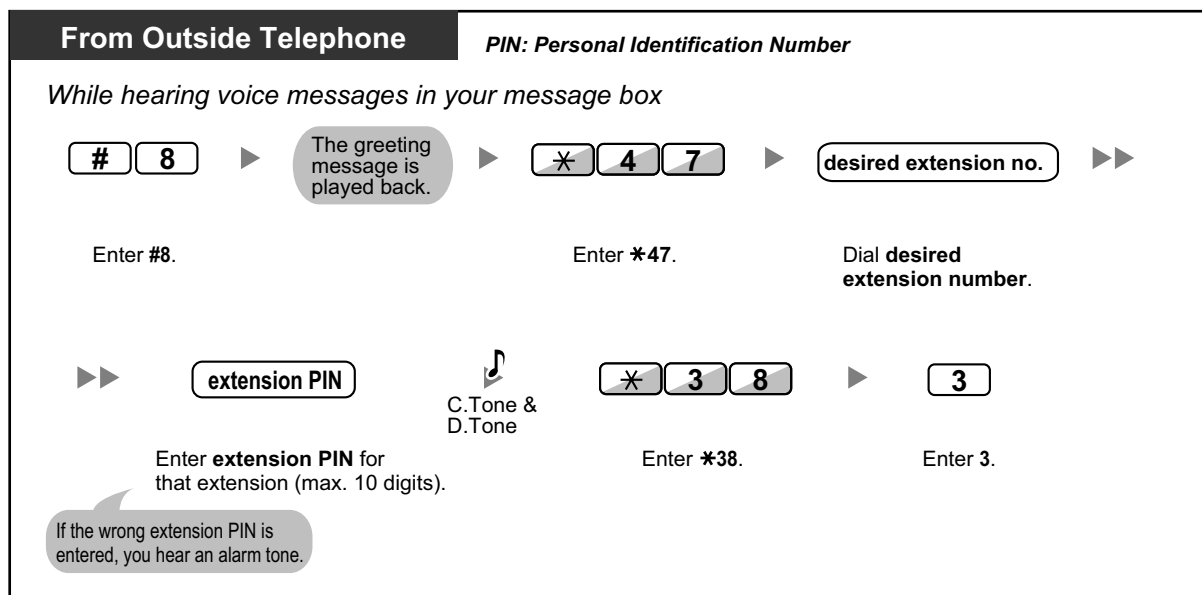 From Outside Telephone
PIN: Personal Identification Number
While hearing voice messages in your message box
# 8
The greeting
message is
played back.
* 4 7
desired extension no.
Enter #8.
Enter *47.
Dial desired
extension number.
extension PIN
C.Tone &
D.Tone
* 3 8
3
Enter extension PIN for
that extension (max. 10 digits).
Enter *38.
Enter 3.
If the wrong extension PIN is
entered, you hear an alarm tone.